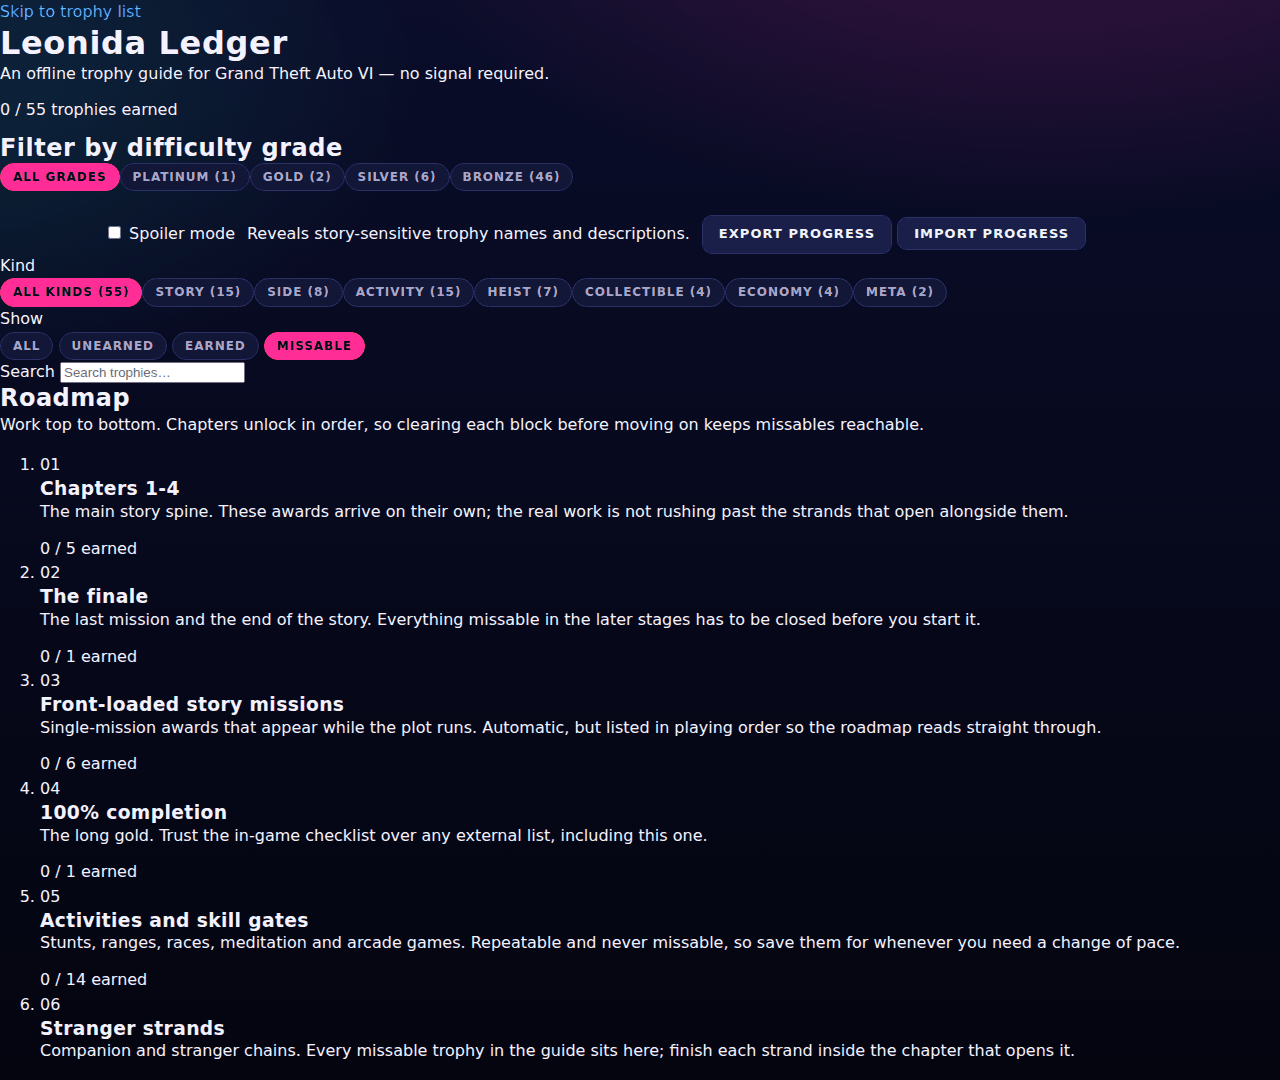 Skip to trophy list
Leonida Ledger
An offline trophy guide for Grand Theft Auto VI — no signal required.
0 / 55 trophies earned
Filter by difficulty grade
ALL GRADES PLATINUM (1) GOLD (2) SILVER (6) BRONZE (46)
Spoiler mode Reveals story-sensitive trophy names and descriptions. EXPORT PROGRESS IMPORT PROGRESS
Kind
ALL KINDS (55) STORY (15) SIDE (8) ACTIVITY (15) HEIST (7) COLLECTIBLE (4) ECONOMY (4) META (2)
Show
ALL UNEARNED EARNED MISSABLE
Search Search trophies…
Roadmap
Work top to bottom. Chapters unlock in order, so clearing each block before moving on keeps missables reachable.
1. 01
Chapters 1-4
The main story spine. These awards arrive on their own; the real work is not rushing past the strands that open alongside them.
0 / 5 earned
2. 02
The finale
The last mission and the end of the story. Everything missable in the later stages has to be closed before you start it.
0 / 1 earned
3. 03
Front-loaded story missions
Single-mission awards that appear while the plot runs. Automatic, but listed in playing order so the roadmap reads straight through.
0 / 6 earned
4. 04
100% completion
The long gold. Trust the in-game checklist over any external list, including this one.
0 / 1 earned
5. 05
Activities and skill gates
Stunts, ranges, races, meditation and arcade games. Repeatable and never missable, so save them for whenever you need a change of pace.
0 / 14 earned
6. 06
Stranger strands
Companion and stranger chains. Every missable trophy in the guide sits here; finish each strand inside the chapter that opens it.